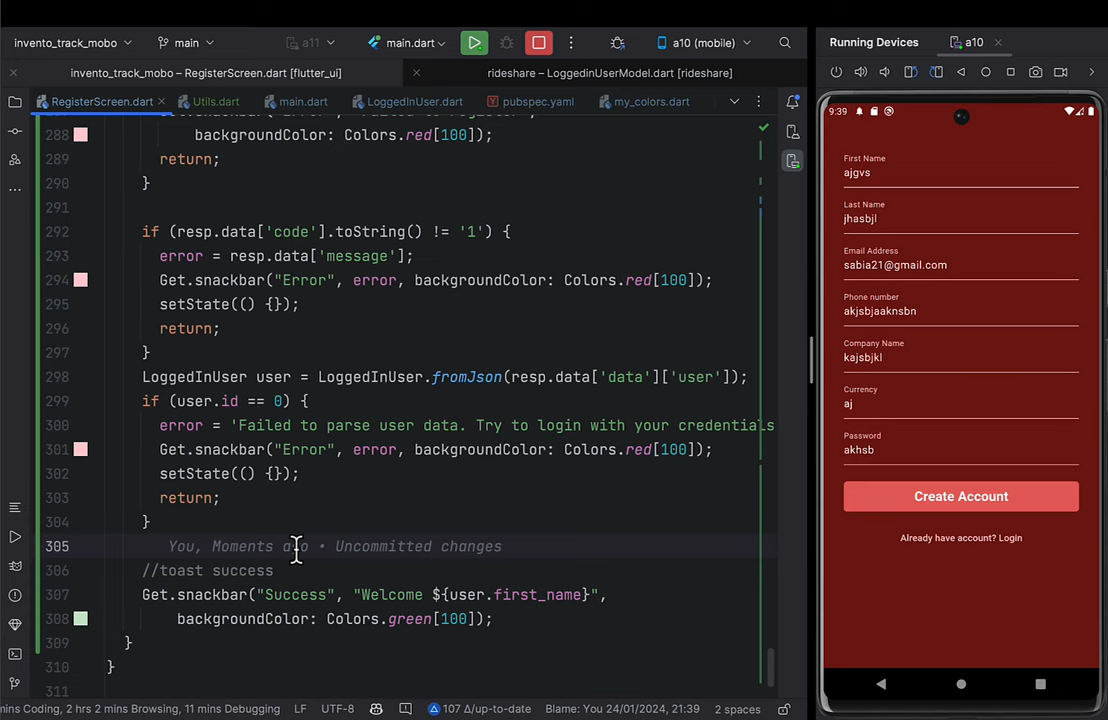 invento_track_mobo
main
a11
main.dart
a10 (mobile)
Running Devices
a10
invento_track_mobo – RegisterScreen.dart [flutter_ui]
rideshare – LoggedinUserModel.dart [rideshare]
RegisterScreen.dart
Utils.dart
main.dart
LoggedInUser.dart
pubspec.yaml
my_colors.dart
288 backgroundColor: Colors.red[100]);
289 return;
290 }
291
292 if (resp.data['code'].toString() != '1') {
293 error = resp.data['message'];
294 Get.snackbar("Error", error, backgroundColor: Colors.red[100]);
295 setState(() {});
296 return;
297 }
298 LoggedInUser user = LoggedInUser.fromJson(resp.data['data']['user']);
299 if (user.id == 0) {
300 error = 'Failed to parse user data. Try to login with your credentials
301 Get.snackbar("Error", error, backgroundColor: Colors.red[100]);
302 setState(() {});
303 return;
304 }
305 You, Moments ago • Uncommitted changes
306 //toast success
307 Get.snackbar("Success", "Welcome ${user.first_name}",
308 backgroundColor: Colors.green[100]);
309 }
310 }
311
9:39
First Name
ajgvs
Last Name
jhasbjl
Email Address
sabia21@gmail.com
Phone number
akjsbjaaknsbn
Company Name
kajsbjkl
Currency
aj
Password
akhsb
Create Account
Already have account? Login
mins Coding, 2 hrs 2 mins Browsing, 11 mins Debugging
LF
UTF-8
107 Δ/up-to-date
Blame: You 24/01/2024, 21:39
2 spaces